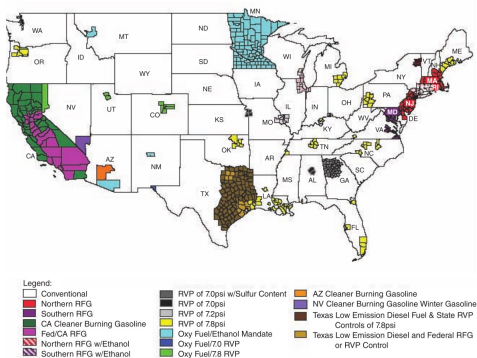 MN
WA
MT
ND
ME
VT
OR
ID
SD
WI
MI
NY
MA
RI
WY
IA
PA
NJ
NE
OH
NV
UT
IL
IN
MD
DE
CO
WV
KS
MO
VA
KY
CA
NC
TN
OK
AZ
NM
AR
SC
MS
AL
GA
TX
LA
FL
Legend:
Conventional
Northern RFG
Southern RFG
CA Cleaner Burning Gasoline
Fed/CA RFG
Northern RFG w/Ethanol
Southern RFG w/Ethanol
RVP of 7.0psi w/Sulfur Content
RVP of 7.0psi
RVP of 7.2psi
RVP of 7.8psi
Oxy Fuel/Ethanol Mandate
Oxy Fuel/7.0 RVP
Oxy Fuel/7.8 RVP
AZ Cleaner Burning Gasoline
NV Cleaner Burning Gasoline Winter Gasoline
Texas Low Emission Diesel Fuel & State RVP
Controls of 7.8psi
Texas Low Emission Diesel and Federal RFG
or RVP Control